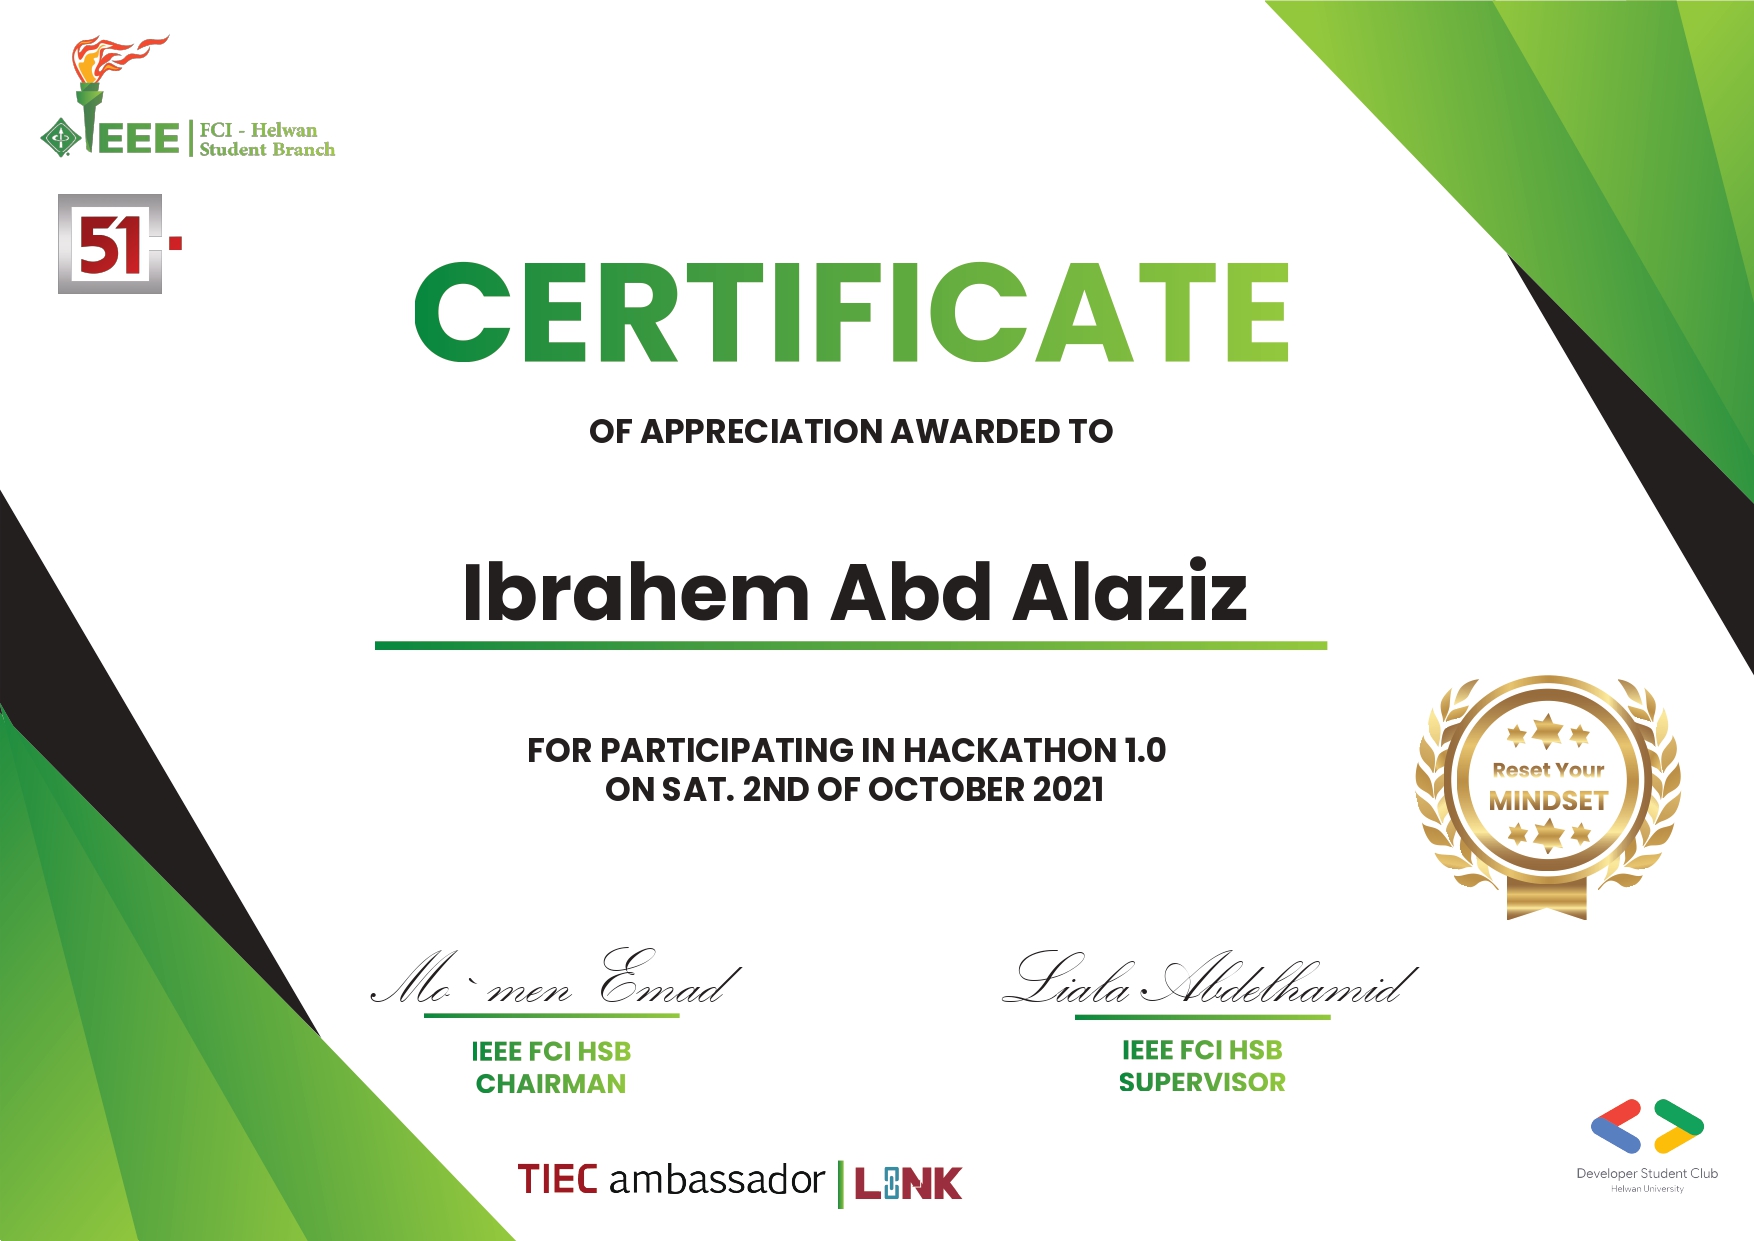 IEEE
FCI - Helwan
Student Branch
51
CERTIFICATE
OF APPRECIATION AWARDED TO
Ibrahem Abd Alaziz
FOR PARTICIPATING IN HACKATHON 1.0
ON SAT. 2ND OF OCTOBER 2021
Reset Your
MINDSET
Mo`men Emad
IEEE FCI HSB
CHAIRMAN
Liala Abdelhamid
IEEE FCI HSB
SUPERVISOR
TIEC ambassador
LINK
Developer Student Club
Helwan University